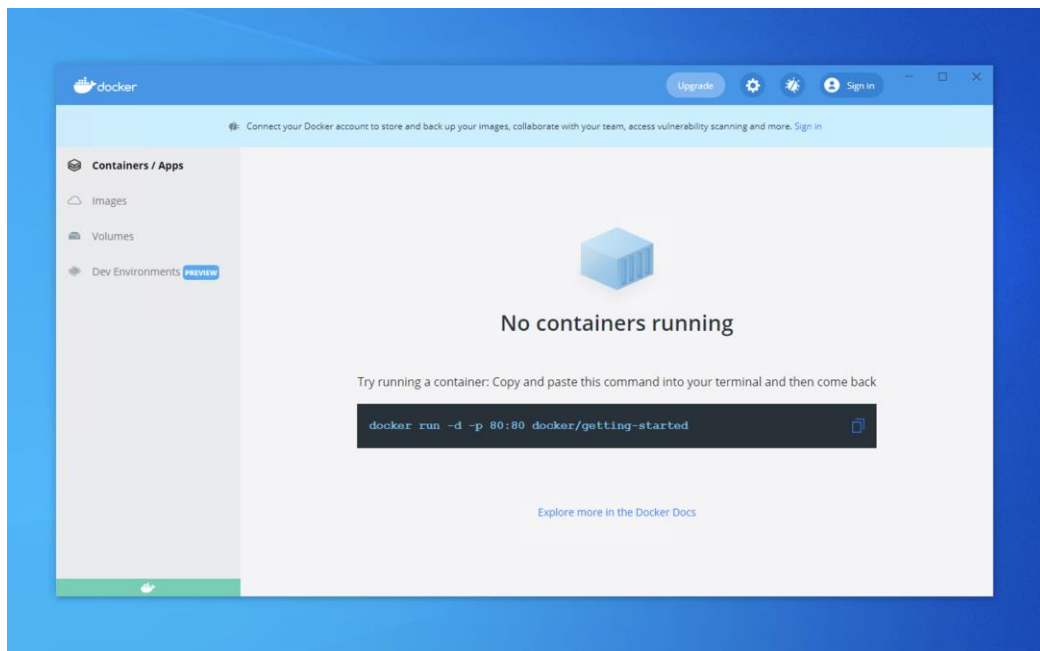 docker
Upgrade
Sign in
Connect your Docker account to store and back up your images, collaborate with your team, access vulnerability scanning and more. Sign in
Containers / Apps
Images
Volumes
Dev Environments PREVIEW
No containers running
Try running a container: Copy and paste this command into your terminal and then come back
docker run -d -p 80:80 docker/getting-started
Explore more in the Docker Docs